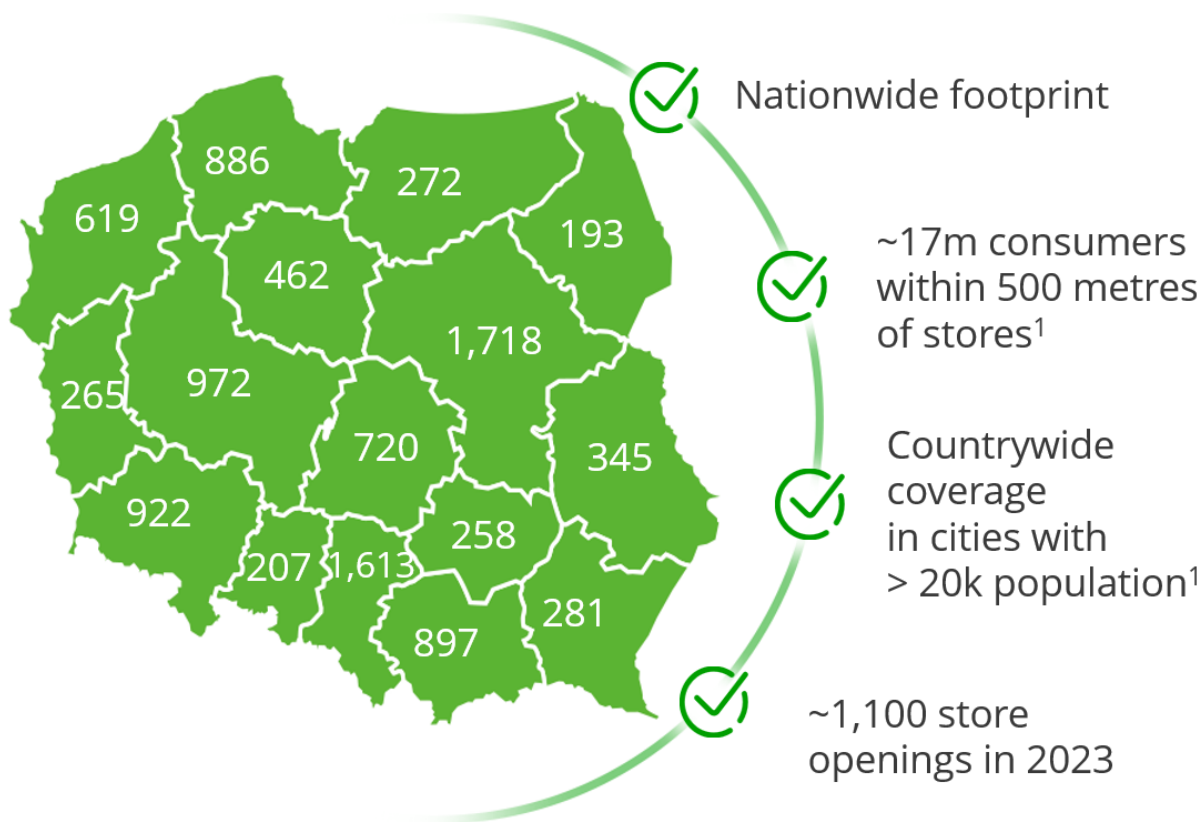 886
272
619
193
462
1,718
265
972
720
345
922
258
207
1,613
281
897
Nationwide footprint
~17m consumers
within 500 metres
of stores¹
Countrywide
coverage
in cities with
> 20k population¹
~1,100 store
openings in 2023